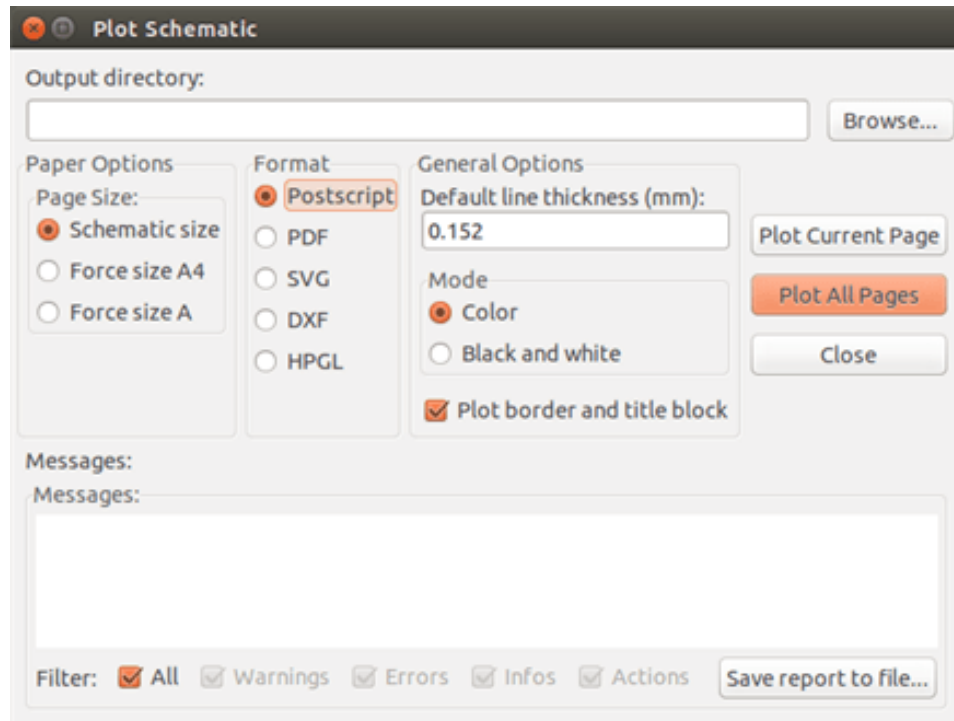 Plot Schematic
Output directory:
Browse...
Paper Options
Page Size:
Schematic size
Force size A4
Force size A
Format
Postscript
PDF
SVG
DXF
HPGL
General Options
Default line thickness (mm):
0.152
Mode
Color
Black and white
Plot border and title block
Plot Current Page
Plot All Pages
Close
Messages:
Messages:
Filter: All Warnings Errors Infos Actions Save report to file...